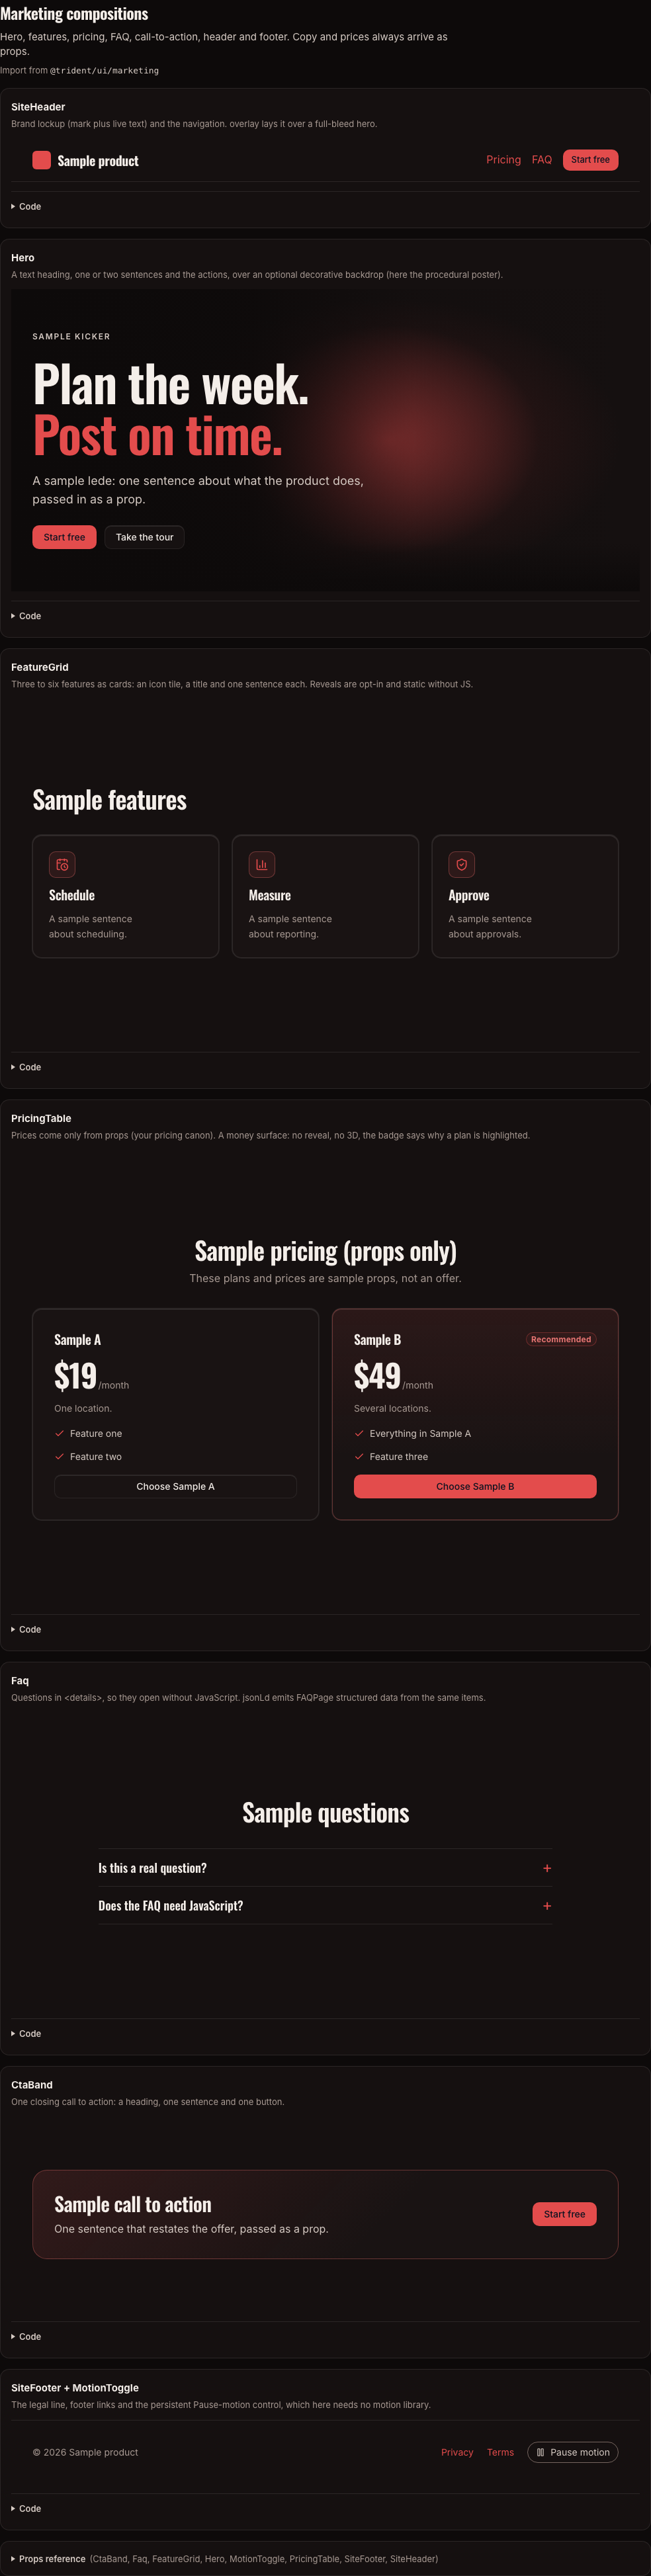 Marketing compositions
Hero, features, pricing, FAQ, call-to-action, header and footer. Copy and prices always arrive as
props.
Import from @trident/ui/marketing
SiteHeader
Brand lockup (mark plus live text) and the navigation. overlay lays it over a full-bleed hero.
Sample product
Pricing FAQ Start free
Code
Hero
A text heading, one or two sentences and the actions, over an optional decorative backdrop (here the procedural poster).
SAMPLE KICKER
Plan the week.
Post on time.
A sample lede: one sentence about what the product does,
passed in as a prop.
Start free Take the tour
Code
FeatureGrid
Three to six features as cards: an icon tile, a title and one sentence each. Reveals are opt-in and static without JS.
Sample features
Schedule
A sample sentence
about scheduling.
Measure
A sample sentence
about reporting.
Approve
A sample sentence
about approvals.
Code
PricingTable
Prices come only from props (your pricing canon). A money surface: no reveal, no 3D, the badge says why a plan is highlighted.
Sample pricing (props only)
These plans and prices are sample props, not an offer.
Sample A
$19/month
One location.
Feature one
Feature two
Choose Sample A
Sample B
Recommended
$49/month
Several locations.
Everything in Sample A
Feature three
Choose Sample B
Code
Faq
Questions in <details>, so they open without JavaScript. jsonLd emits FAQPage structured data from the same items.
Sample questions
Is this a real question? +
Does the FAQ need JavaScript? +
Code
CtaBand
One closing call to action: a heading, one sentence and one button.
Sample call to action
One sentence that restates the offer, passed as a prop.
Start free
Code
SiteFooter + MotionToggle
The legal line, footer links and the persistent Pause-motion control, which here needs no motion library.
© 2026 Sample product
Privacy Terms Pause motion
Code
Props reference (CtaBand, Faq, FeatureGrid, Hero, MotionToggle, PricingTable, SiteFooter, SiteHeader)